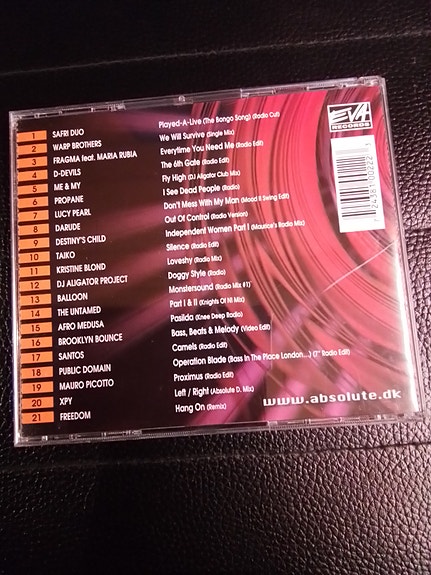 1 SAFRI DUO Played-A-Live (The Bongo Song) (Radio Cut)
2 WARP BROTHERS We Will Survive (Single Mix)
3 FRAGMA feat. MARIA RUBIA Everytime You Need Me (Radio Edit)
4 D-DEVILS The 6th Gate (Radio Edit)
5 ME & MY Fly High (DJ Aligator Club Mix)
6 PROPANE I See Dead People (Radio)
7 LUCY PEARL Don't Mess With My Man (Mood II Swing Edit)
8 DARUDE Out Of Control (Radio Version)
9 DESTINY'S CHILD Independent Women Part I (Maurice's Radio Mix)
10 TAIKO Silence (Radio Edit)
11 KRISTINE BLOND Loveshy (Radio Mix)
12 DJ ALIGATOR PROJECT Doggy Style (Radio)
13 BALLOON Monstersound (Radio Mix #1)
14 THE UNTAMED Part I & II (Knights Of NI Mix)
15 AFRO MEDUSA Pasilda (Knee Deep Radio)
16 BROOKLYN BOUNCE Bass, Beats & Melody (Video Edit)
17 SANTOS Camels (Radio Edit)
18 PUBLIC DOMAIN Operation Blade (Bass In The Place London...) (7" Radio Edit)
19 MAURO PICOTTO Proximus (Radio Edit)
20 XPY Left / Right (Absolute D. Mix)
21 FREEDOM Hang On (Remix)
EVA
RECORDS
www.absolute.dk